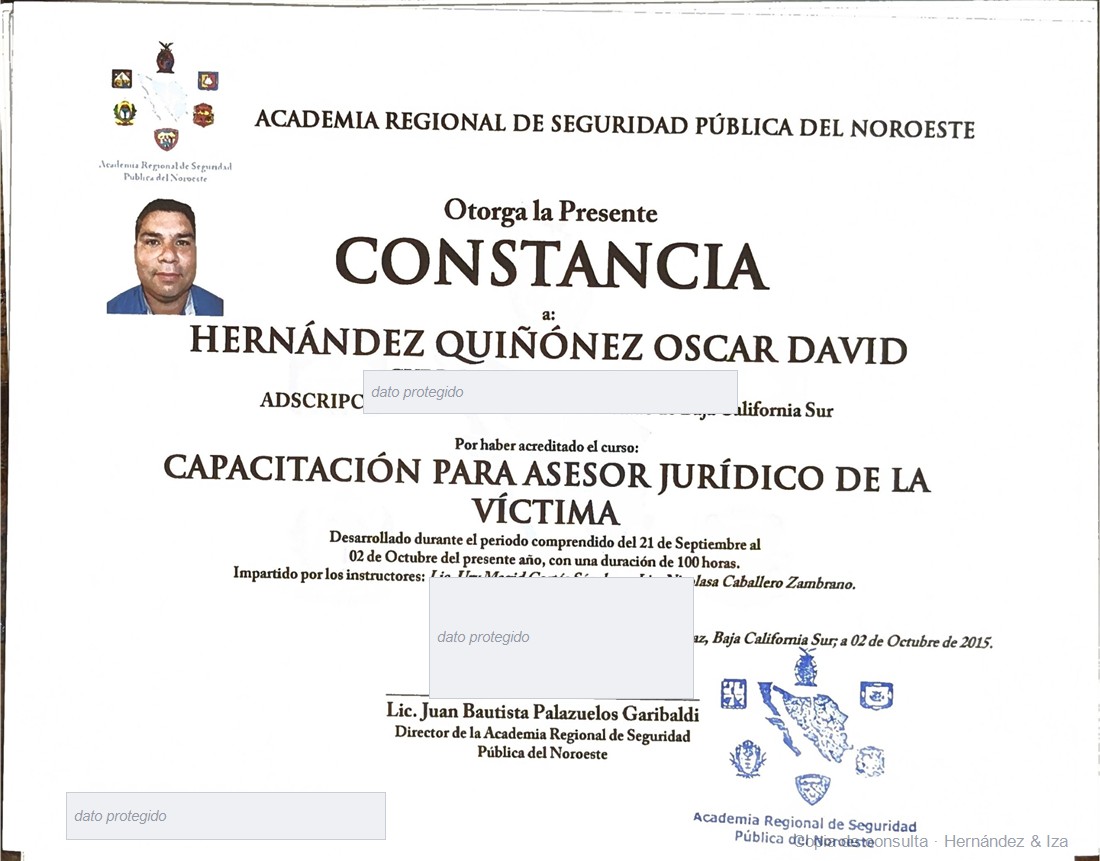 ACADEMIA REGIONAL DE SEGURIDAD PÚBLICA DEL NOROESTE
Academia Regional de Seguridad
Pública del Noroeste
Otorga la Presente
CONSTANCIA
a:
HERNÁNDEZ QUIÑÓNEZ OSCAR DAVID
dato protegido
California Sur
Por haber acreditado el curso:
CAPACITACIÓN PARA ASESOR JURÍDICO DE LA
VÍCTIMA
Desarrollado durante el periodo comprendido del 21 de Septiembre al
02 de Octubre del presente año, con una duración de 100 horas.
Impartido por los instructores: Caballero Zambrano.
dato protegido
Baja California Sur; a 02 de Octubre de 2015.
Lic. Juan Bautista Palazuelos Garibaldi
Director de la Academia Regional de Seguridad
Pública del Noroeste
dato protegido
Academia Regional de Seguridad
Pública del Noroeste
Copia de consulta · Hernández & Iza